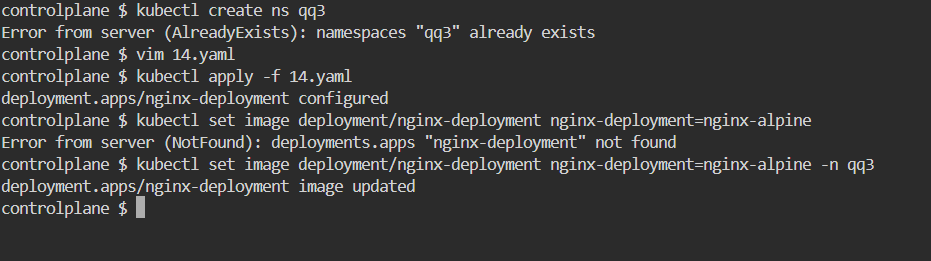 controlplane $ kubectl create ns qq3
Error from server (AlreadyExists): namespaces "qq3" already exists
controlplane $ vim 14.yaml
controlplane $ kubectl apply -f 14.yaml
deployment.apps/nginx-deployment configured
controlplane $ kubectl set image deployment/nginx-deployment nginx-deployment=nginx-alpine
Error from server (NotFound): deployments.apps "nginx-deployment" not found
controlplane $ kubectl set image deployment/nginx-deployment nginx-deployment=nginx-alpine -n qq3
deployment.apps/nginx-deployment image updated
controlplane $